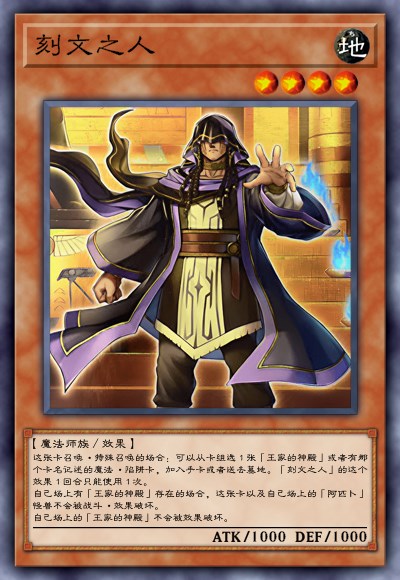 刻文之人
地
【魔法师族／效果】
这张卡召唤·特殊召唤的场合：可以从卡组选1张「王家的神殿」或者有那
个卡名记述的魔法·陷阱卡，加入手卡或者送去墓地。「刻文之人」的这个
效果1回合只能使用1次。
自己场上有「王家的神殿」存在的场合，这张卡以及自己场上的「阿匹卜」
怪兽不会被战斗·效果破坏。
自己场上的「王家的神殿」不会被效果破坏。
ATK/1000 DEF/1000